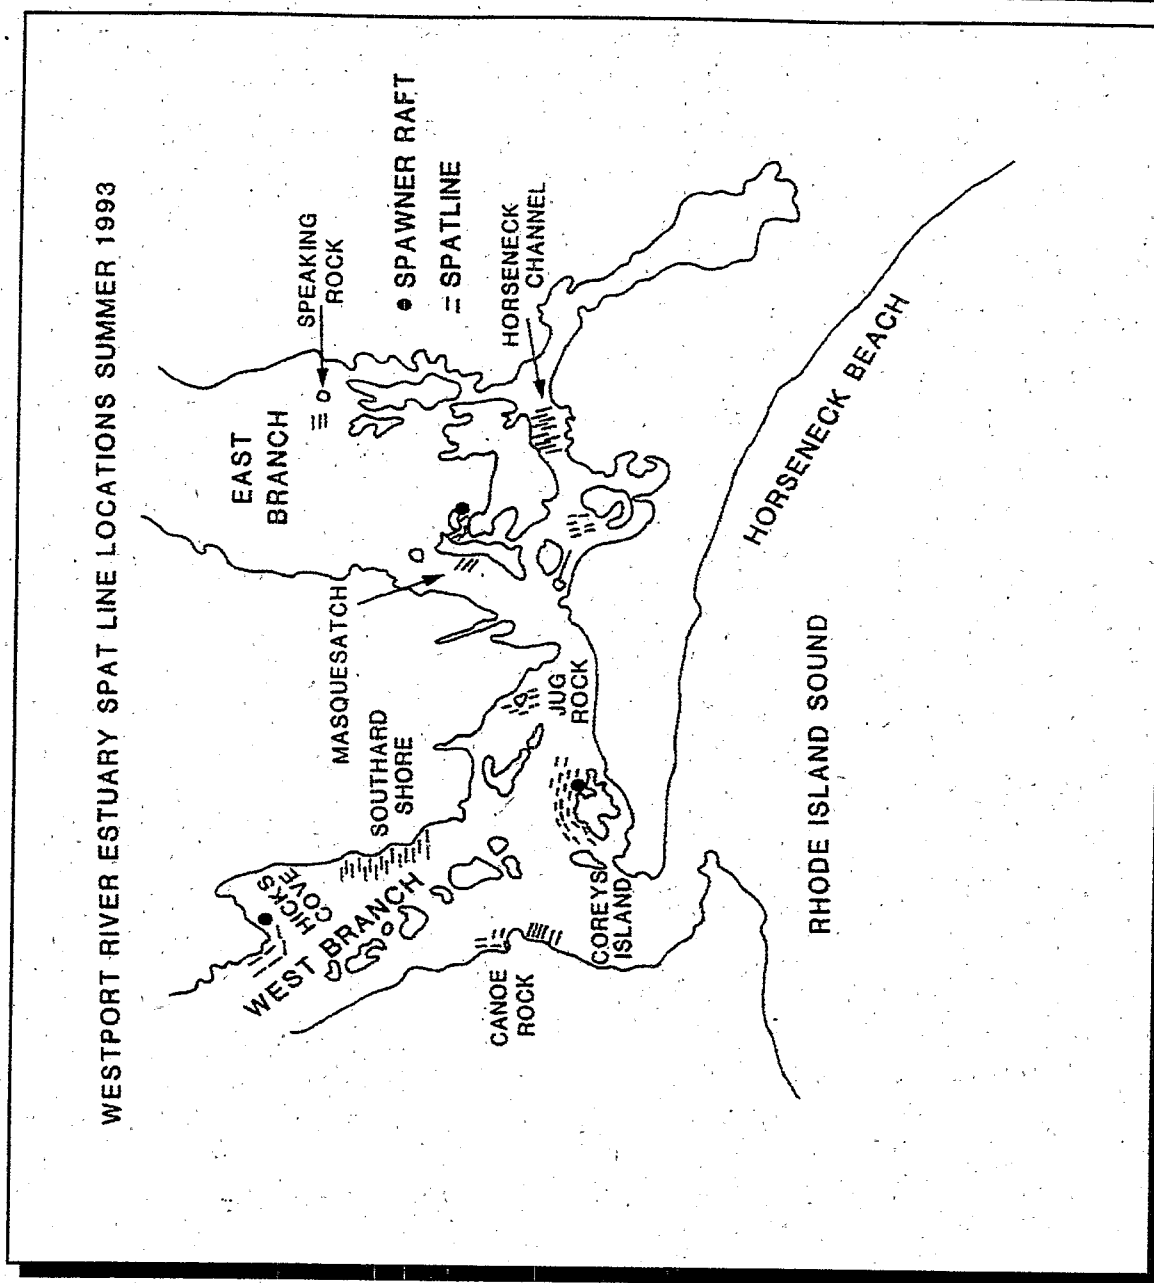 WESTPORT RIVER ESTUARY SPAT LINE LOCATIONS SUMMER 1993
SPEAKING
ROCK
SPAWNER RAFT
SPATLINE
HORSENECK
CHANNEL
EAST
BRANCH
MASQUESATCH
SOUTHARD
SHORE
JUG
ROCK
HICKS
COVE
WEST BRANCH
CANOE
ROCK
COREYS
ISLAND
HORSENECK BEACH
RHODE ISLAND SOUND